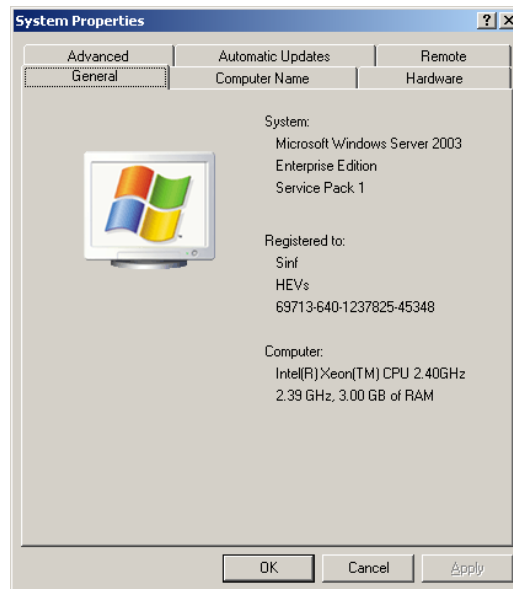 System Properties
Advanced
Automatic Updates
Remote
General
Computer Name
Hardware
System:
Microsoft Windows Server 2003
Enterprise Edition
Service Pack 1
Registered to:
Sinf
HEVs
69713-640-1237825-45348
Computer:
Intel(R) Xeon(TM) CPU 2.40GHz
2.39 GHz, 3.00 GB of RAM
OK
Cancel
Apply